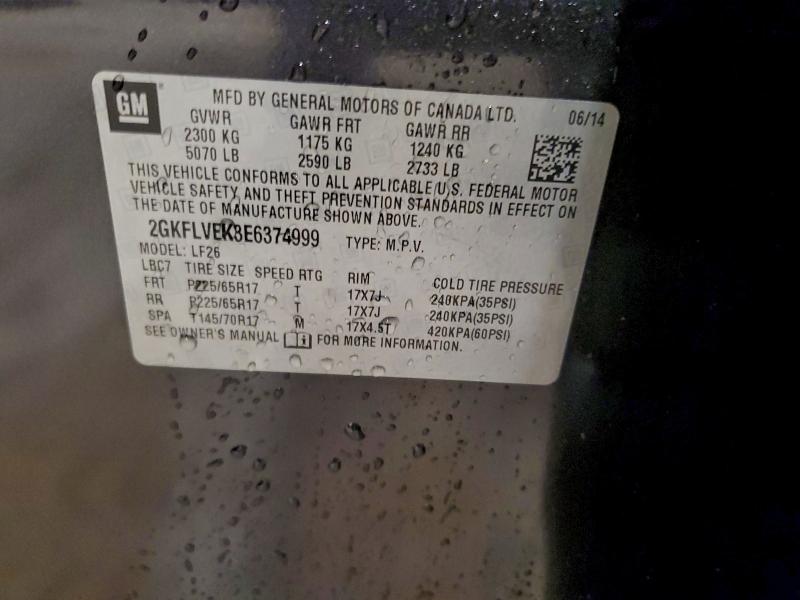 GM
MFD BY GENERAL MOTORS OF CANADA LTD. 06/14
GVWR GAWR FRT GAWR RR
2300 KG 1175 KG 1240 KG
5070 LB 2590 LB 2733 LB
THIS VEHICLE CONFORMS TO ALL APPLICABLE U.S. FEDERAL MOTOR
VEHICLE SAFETY, AND THEFT PREVENTION STANDARDS IN EFFECT ON
THE DATE OF MANUFACTURE SHOWN ABOVE.
2GKFLVEK3E6374999 TYPE: M.P.V.
MODEL: LF26
LBC7 TIRE SIZE SPEED RTG RIM COLD TIRE PRESSURE
FRT P225/65R17 T 17X7J 240KPA(35PSI)
RR P225/65R17 T 17X7J 240KPA(35PSI)
SPA T145/70R17 M 17X4.5T 420KPA(60PSI)
SEE OWNER'S MANUAL FOR MORE INFORMATION.